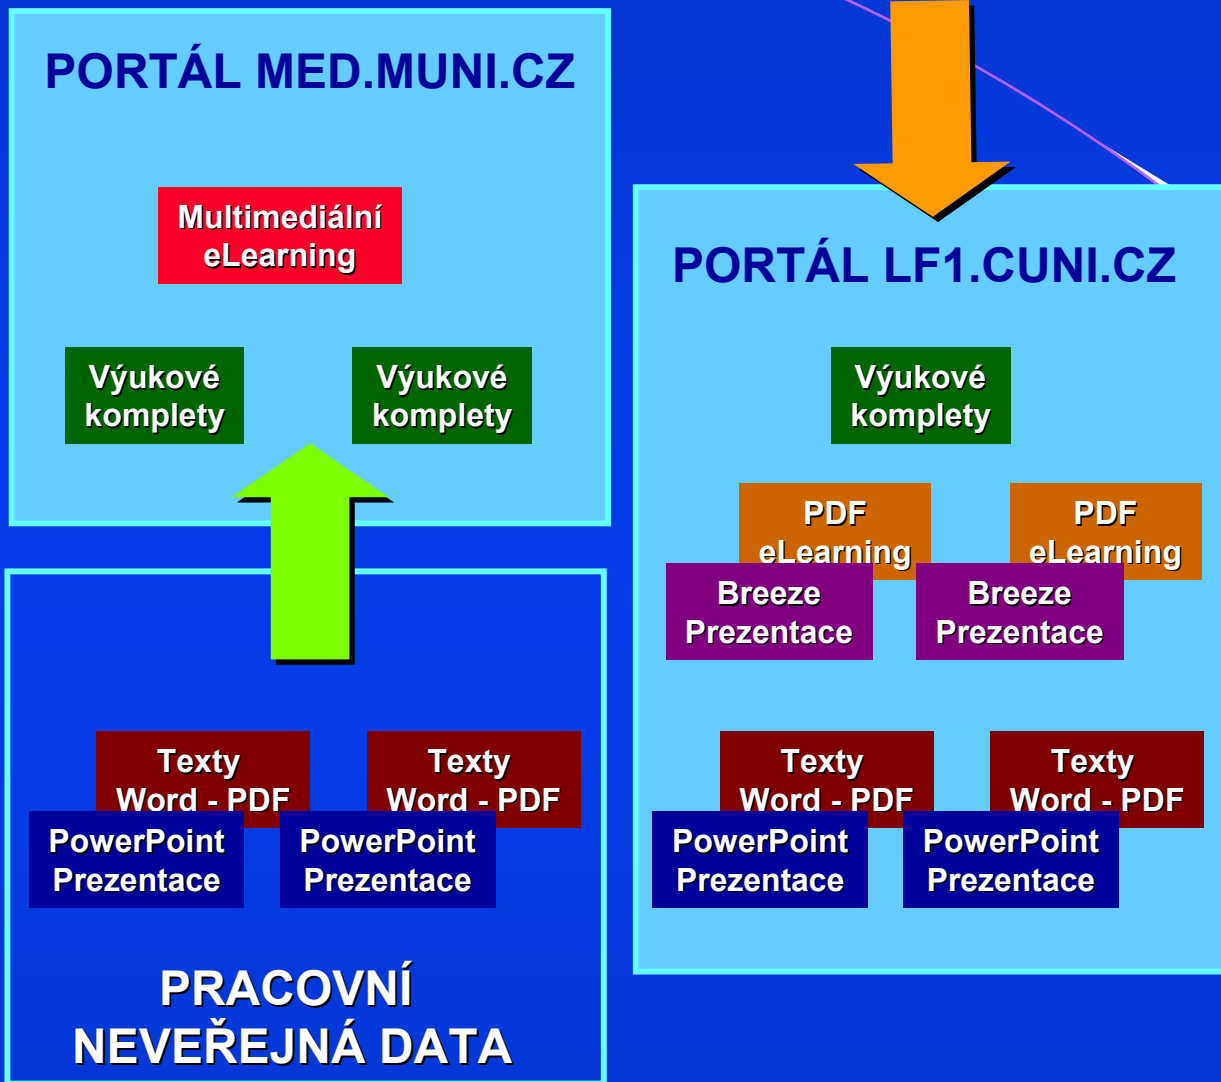 PORTÁL MED.MUNI.CZ
Multimediální
eLearning
Výukové
komplety
Výukové
komplety
Texty
Word - PDF
Texty
Word - PDF
PowerPoint
Prezentace
PowerPoint
Prezentace
PRACOVNÍ
NEVEŘEJNÁ DATA
PORTÁL LF1.CUNI.CZ
Výukové
komplety
PDF
eLearning
PDF
eLearning
Breeze
Prezentace
Breeze
Prezentace
Texty
Word - PDF
Texty
Word - PDF
PowerPoint
Prezentace
PowerPoint
Prezentace